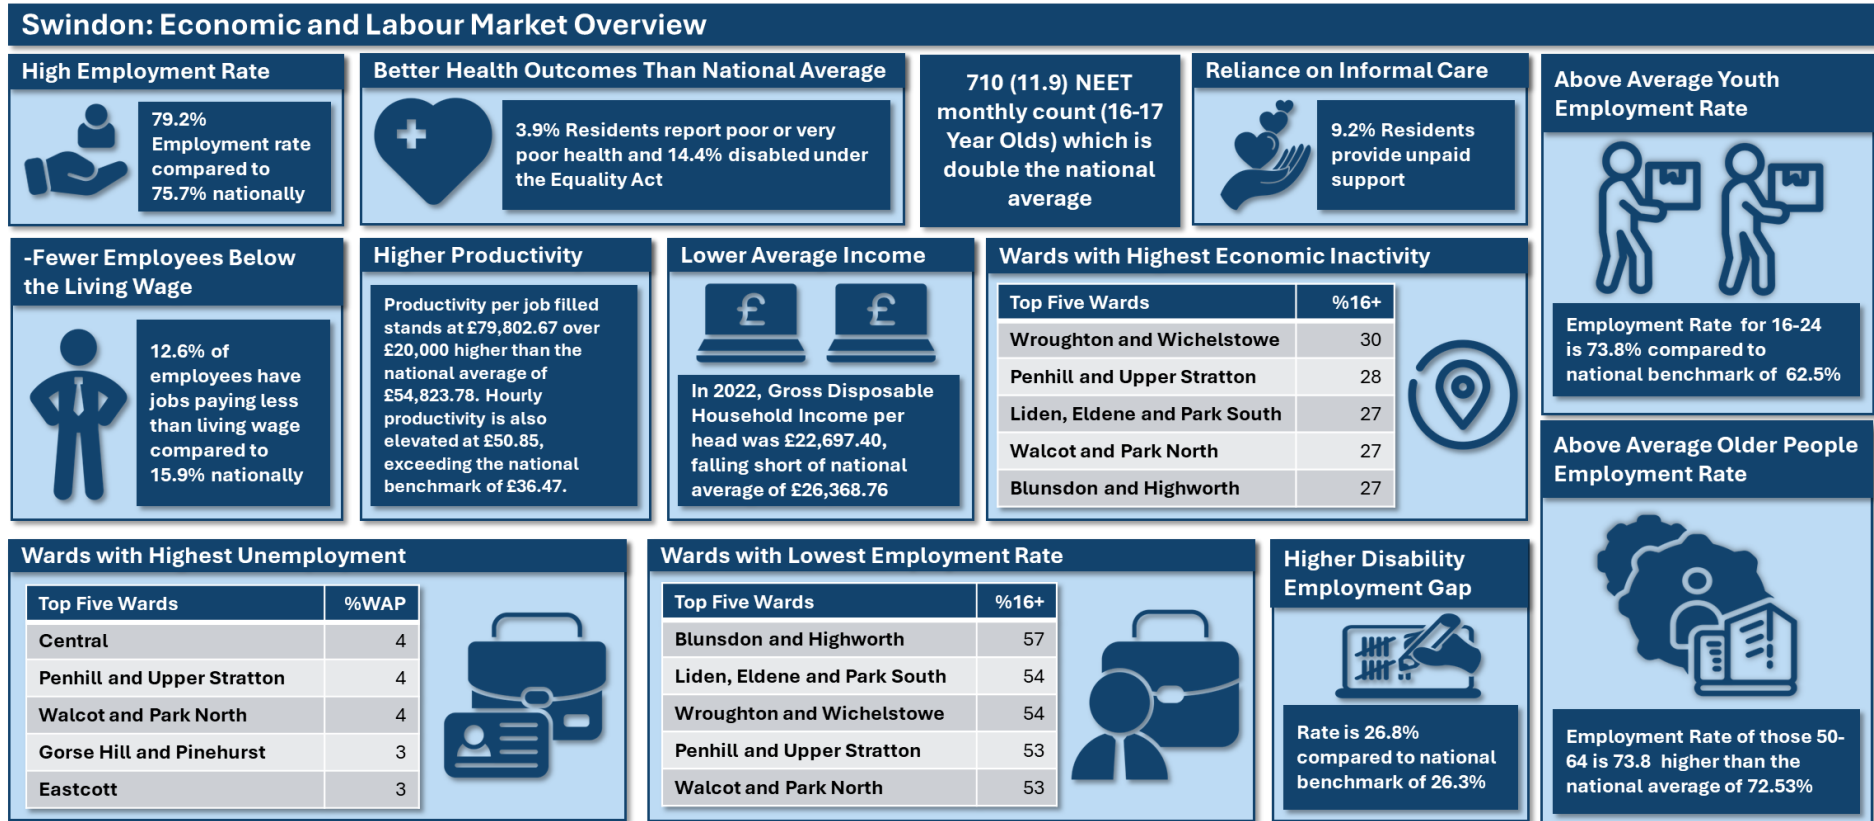 Swindon: Economic and Labour Market Overview
High Employment Rate
79.2%
Employment rate
compared to
75.7% nationally
Better Health Outcomes Than National Average
3.9% Residents report poor or very
poor health and 14.4% disabled under
the Equality Act
710 (11.9) NEET
monthly count (16-17
Year Olds) which is
double the national
average
Reliance on Informal Care
9.2% Residents
provide unpaid
support
Above Average Youth
Employment Rate
Employment Rate for 16-24
is 73.8% compared to
national benchmark of 62.5%
-Fewer Employees Below
the Living Wage
12.6% of
employees have
jobs paying less
than living wage
compared to
15.9% nationally
Higher Productivity
Productivity per job filled
stands at £79,802.67 over
£20,000 higher than the
national average of
£54,823.78. Hourly
productivity is also
elevated at £50.85,
exceeding the national
benchmark of £36.47.
Lower Average Income
£ £
In 2022, Gross Disposable
Household Income per
head was £22,697.40,
falling short of national
average of £26,368.76
Wards with Highest Economic Inactivity
Top Five Wards %16+
Wroughton and Wichelstowe 30
Penhill and Upper Stratton 28
Liden, Eldene and Park South 27
Walcot and Park North 27
Blunsdon and Highworth 27
Above Average Older People
Employment Rate
Employment Rate of those 50-
64 is 73.8 higher than the
national average of 72.53%
Wards with Highest Unemployment
Top Five Wards %WAP
Central 4
Penhill and Upper Stratton 4
Walcot and Park North 4
Gorse Hill and Pinehurst 3
Eastcott 3
Wards with Lowest Employment Rate
Top Five Wards %16+
Blunsdon and Highworth 57
Liden, Eldene and Park South 54
Wroughton and Wichelstowe 54
Penhill and Upper Stratton 53
Walcot and Park North 53
Higher Disability
Employment Gap
Rate is 26.8%
compared to national
benchmark of 26.3%